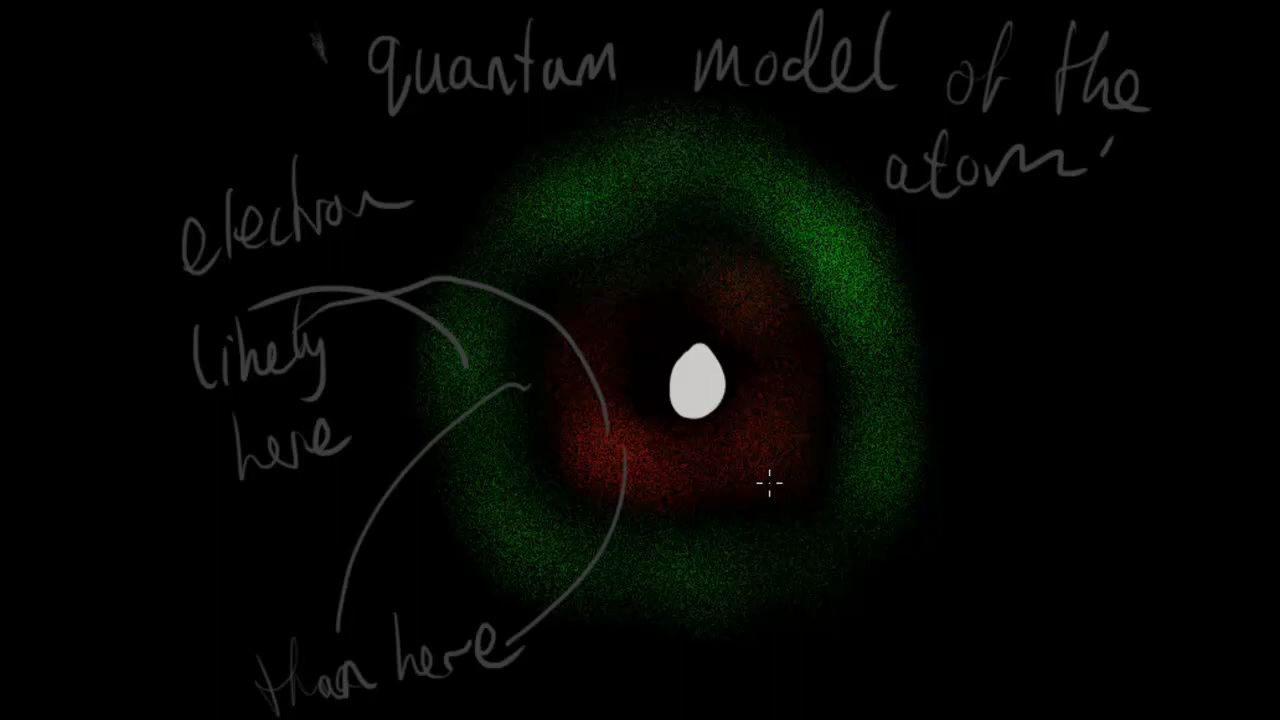 'quantum model of the
atom'
electron
likely
here
than here